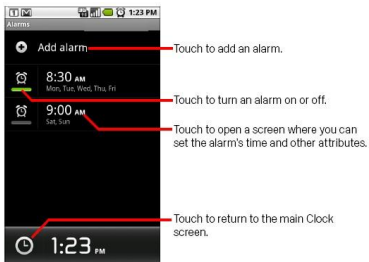 1:23 PM
Alarms
Add alarm
Touch to add an alarm.
8:30 AM
Mon, Tue, Wed, Thu, Fri
Touch to turn an alarm on or off.
9:00 AM
Sat, Sun
Touch to open a screen where you can
set the alarm's time and other attributes.
Touch to return to the main Clock
screen.
1:23 PM